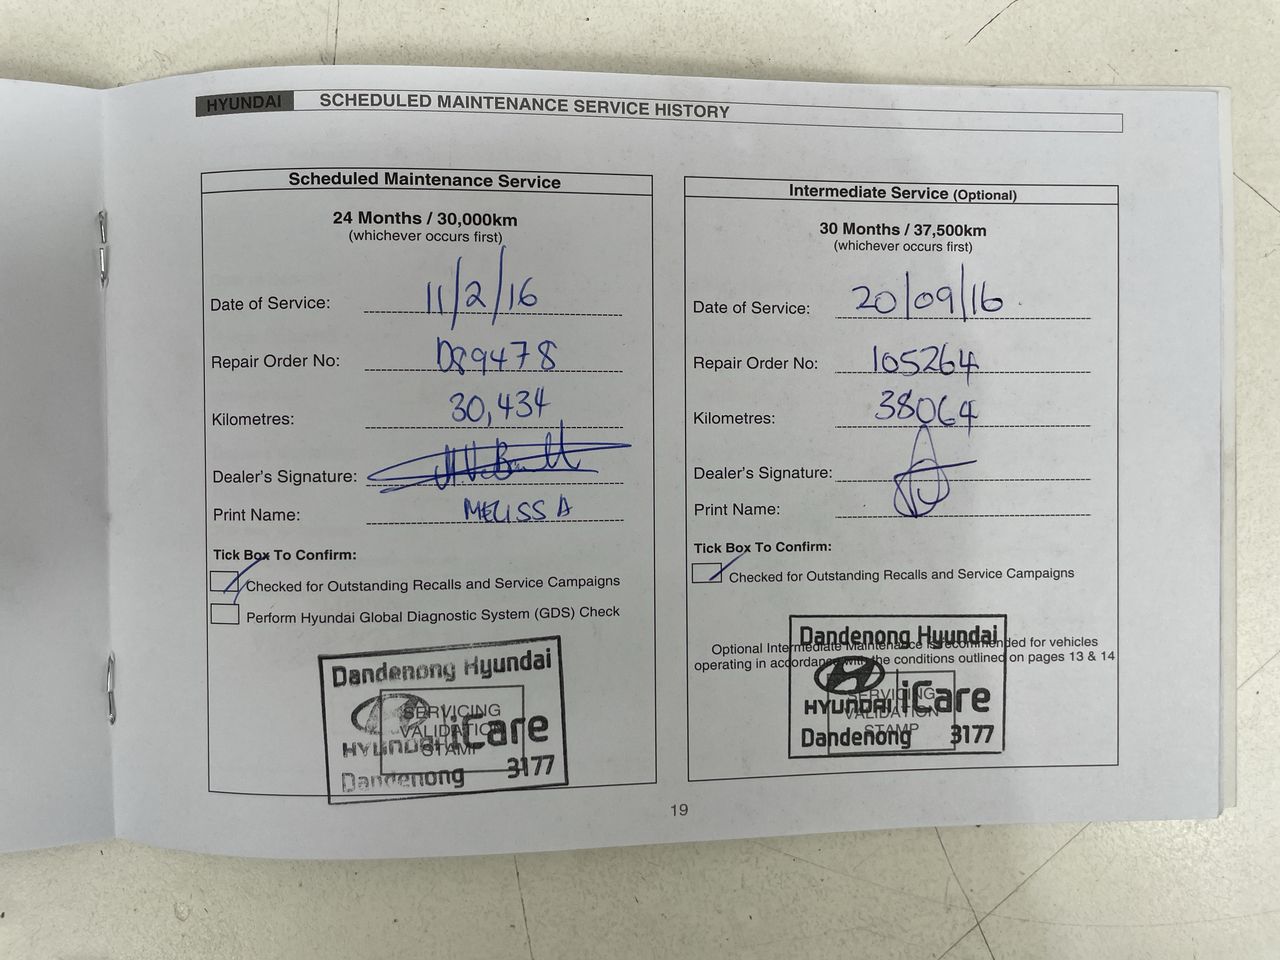 HYUNDAI SCHEDULED MAINTENANCE SERVICE HISTORY
Scheduled Maintenance Service
24 Months / 30,000km
(whichever occurs first)
Date of Service: 11/2/16
Repair Order No: 089478
Kilometres: 30,434
Dealer's Signature:
Print Name: MELISSA
Tick Box To Confirm:
Checked for Outstanding Recalls and Service Campaigns
Perform Hyundai Global Diagnostic System (GDS) Check
Dandenong Hyundai
SERVICING
VALIDATION
STAMP
HYUNDAI iCare
Dandenong 3177
Intermediate Service (Optional)
30 Months / 37,500km
(whichever occurs first)
Date of Service: 20/09/16
Repair Order No: 105264
Kilometres: 38064
Dealer's Signature:
Print Name:
Tick Box To Confirm:
Checked for Outstanding Recalls and Service Campaigns
Dandenong Hyundai
Optional Intermediate Maintenance is recommended for vehicles
operating in accordance with the conditions outlined on pages 13 & 14
SERVICING
VALIDATION
STAMP
HYUNDAI iCare
Dandenong 3177
19